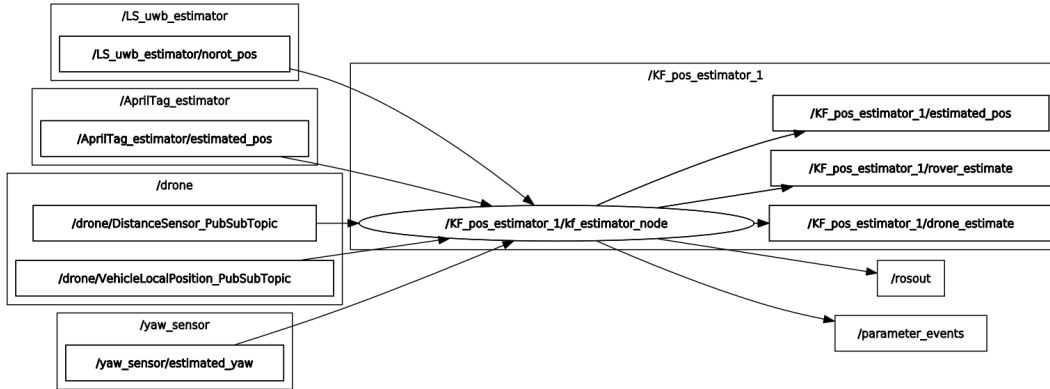 /LS_uwb_estimator
/LS_uwb_estimator/norot_pos
/AprilTag_estimator
/AprilTag_estimator/estimated_pos
/drone
/drone/DistanceSensor_PubSubTopic
/drone/VehicleLocalPosition_PubSubTopic
/yaw_sensor
/yaw_sensor/estimated_yaw
/KF_pos_estimator_1
/KF_pos_estimator_1/kf_estimator_node
/KF_pos_estimator_1/estimated_pos
/KF_pos_estimator_1/rover_estimate
/KF_pos_estimator_1/drone_estimate
/rosout
/parameter_events